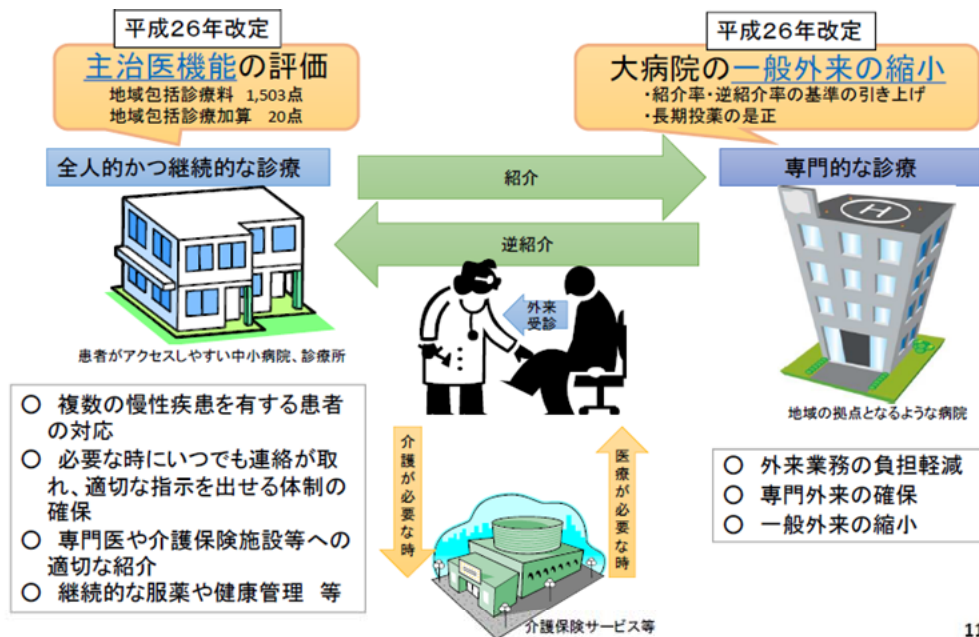 平成26年改定
主治医機能の評価
地域包括診療料 1,503点
地域包括診療加算 20点
平成26年改定
大病院の一般外来の縮小
・紹介率・逆紹介率の基準の引き上げ
・長期投薬の是正
全人的かつ継続的な診療
紹介
専門的な診療
逆紹介
H
外来
受診
患者がアクセスしやすい中小病院、診療所
地域の拠点となるような病院
○ 複数の慢性疾患を有する患者
の対応
○ 必要な時にいつでも連絡が取
れ、適切な指示を出せる体制の
確保
○ 専門医や介護保険施設等への
適切な紹介
○ 継続的な服薬や健康管理 等
介護が必要な時
医療が必要な時
○ 外来業務の負担軽減
○ 専門外来の確保
○ 一般外来の縮小
介護保険サービス等
11